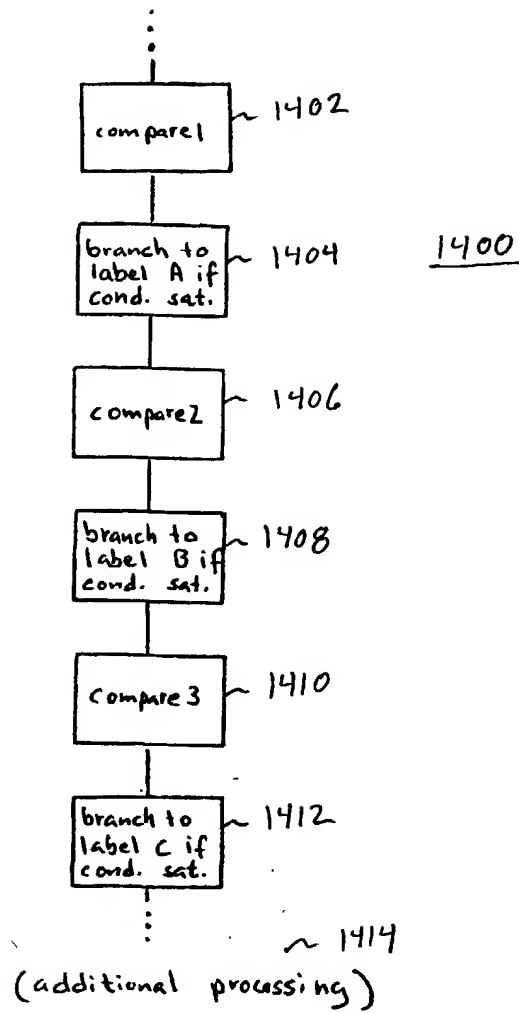 compare1
1402
branch to
label A if
cond. sat.
1404
1400
compare2
1406
branch to
label B if
cond. sat.
1408
compare3
1410
branch to
label C if
cond. sat.
1412
1414
(additional processing)